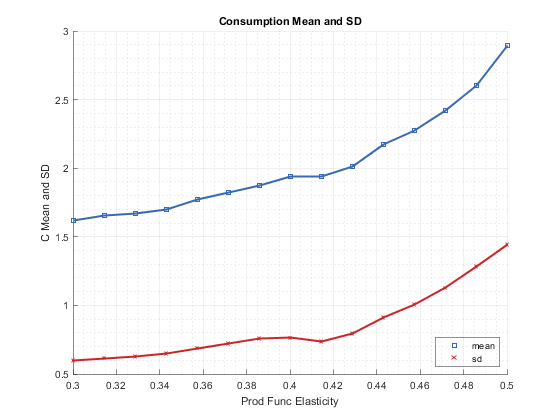 Consumption Mean and SD
3
2.5
2
1.5
1
0.5
C Mean and SD
0.3 0.32 0.34 0.36 0.38 0.4 0.42 0.44 0.46 0.48 0.5
Prod Func Elasticity
mean
sd